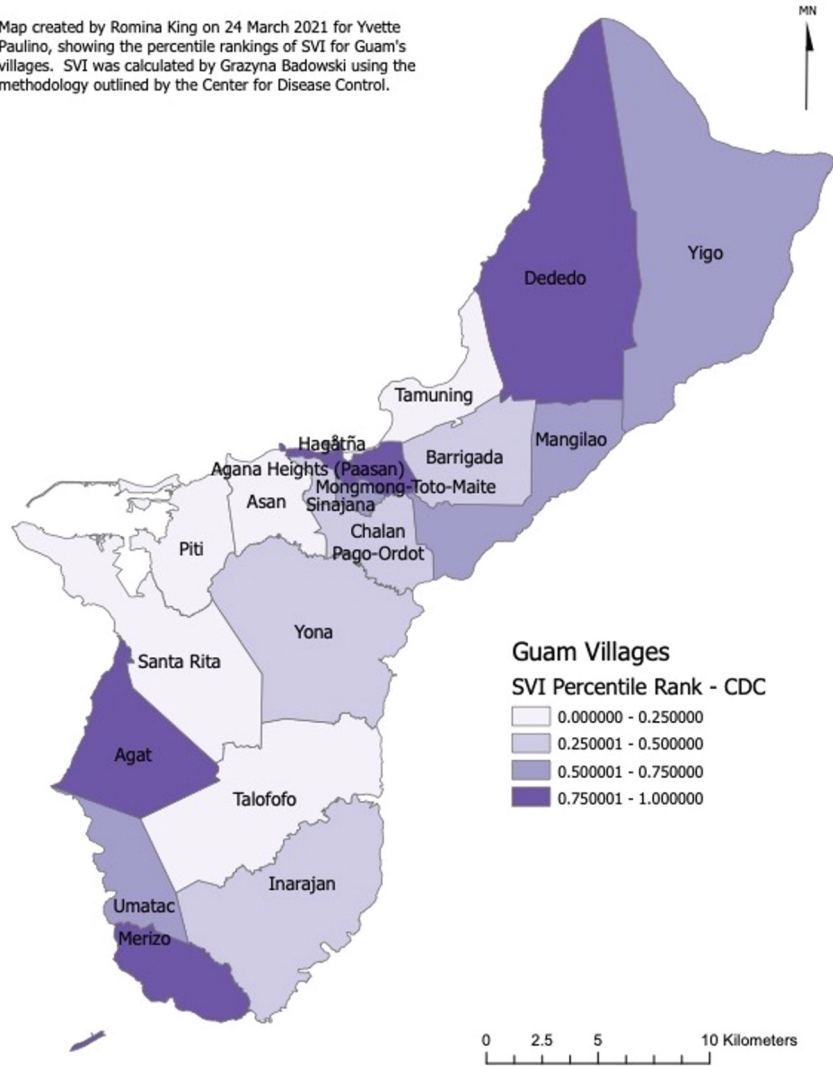 Map created by Romina King on 24 March 2021 for Yvette
Paulino, showing the percentile rankings of SVI for Guam's
villages. SVI was calculated by Grazyna Badowski using the
methodology outlined by the Center for Disease Control.
MN
Yigo
Dededo
Tamuning
Hagåtña
Barrigada
Mangilao
Agana Heights (Paasan)
Mongmong-Toto-Maite
Asan
Sinajana
Chalan
Pago-Ordot
Piti
Yona
Santa Rita
Agat
Talofofo
Inarajan
Umatac
Merizo
Guam Villages
SVI Percentile Rank - CDC
0.000000 - 0.250000
0.250001 - 0.500000
0.500001 - 0.750000
0.750001 - 1.000000
0 2.5 5 10 Kilometers